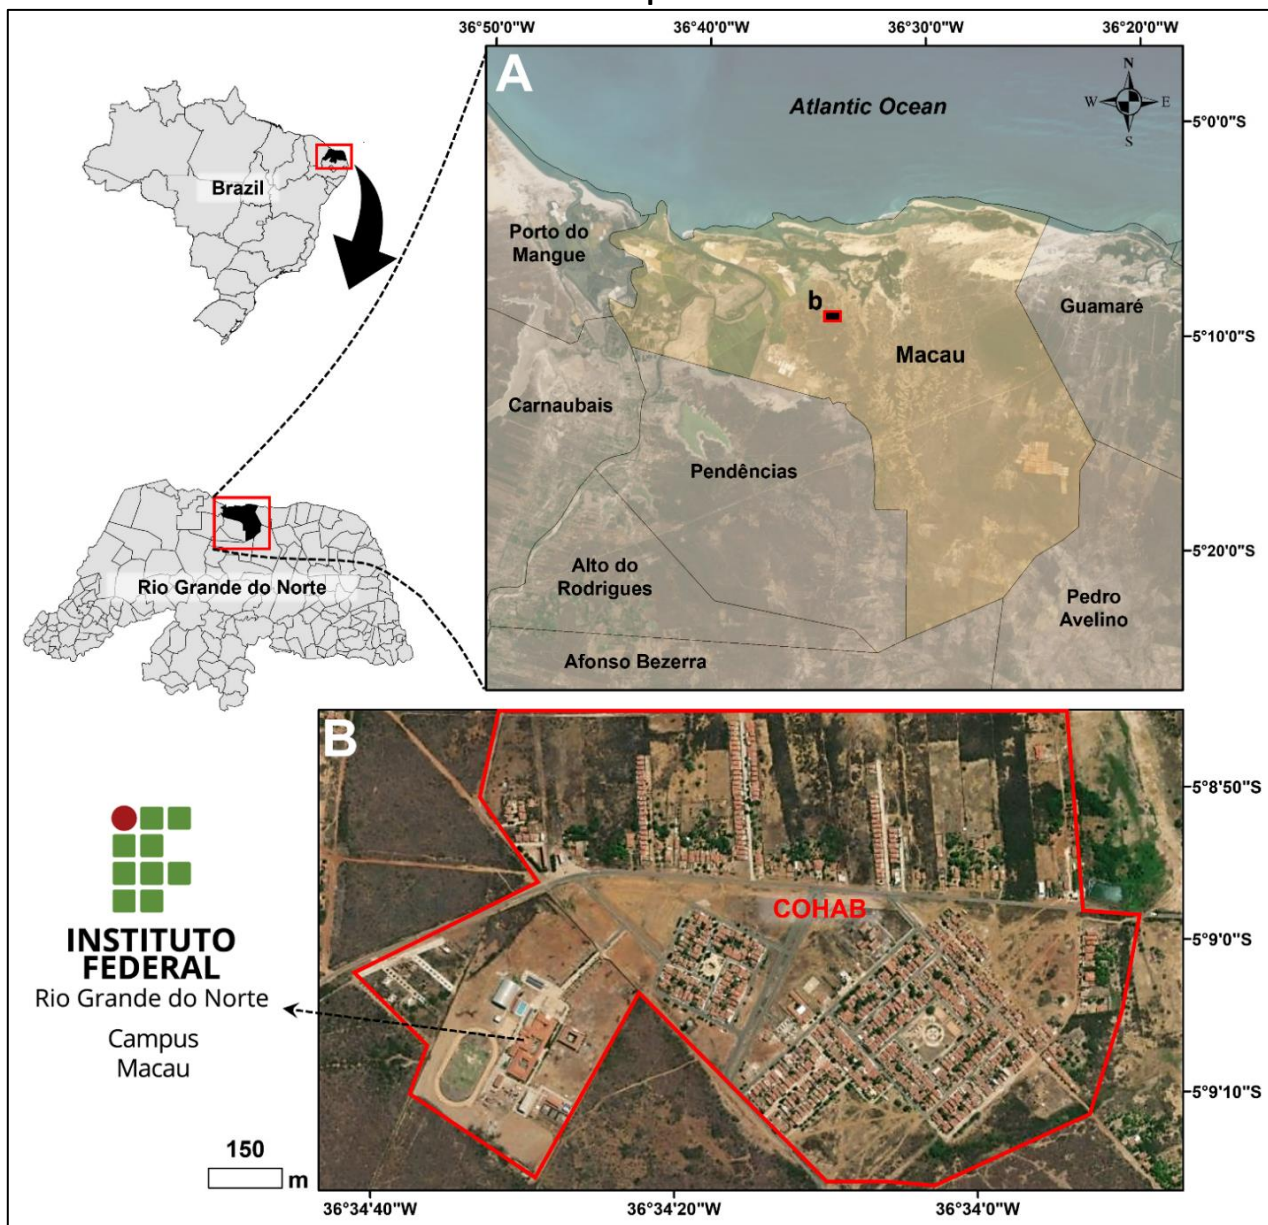 36°50'0"W 36°40'0"W 36°30'0"W 36°20'0"W
A
N
W E
S
Atlantic Ocean
5°0'0"S
Brazil
Porto do
Mangue
b
Guamaré
5°10'0"S
Macau
Carnaubais
Pendências
5°20'0"S
Alto do
Rodrigues
Rio Grande do Norte
Pedro
Avelino
Afonso Bezerra
B
5°8'50"S
COHAB
INSTITUTO
FEDERAL
Rio Grande do Norte
Campus
Macau
5°9'0"S
5°9'10"S
150
m
36°34'40"W 36°34'20"W 36°34'0"W